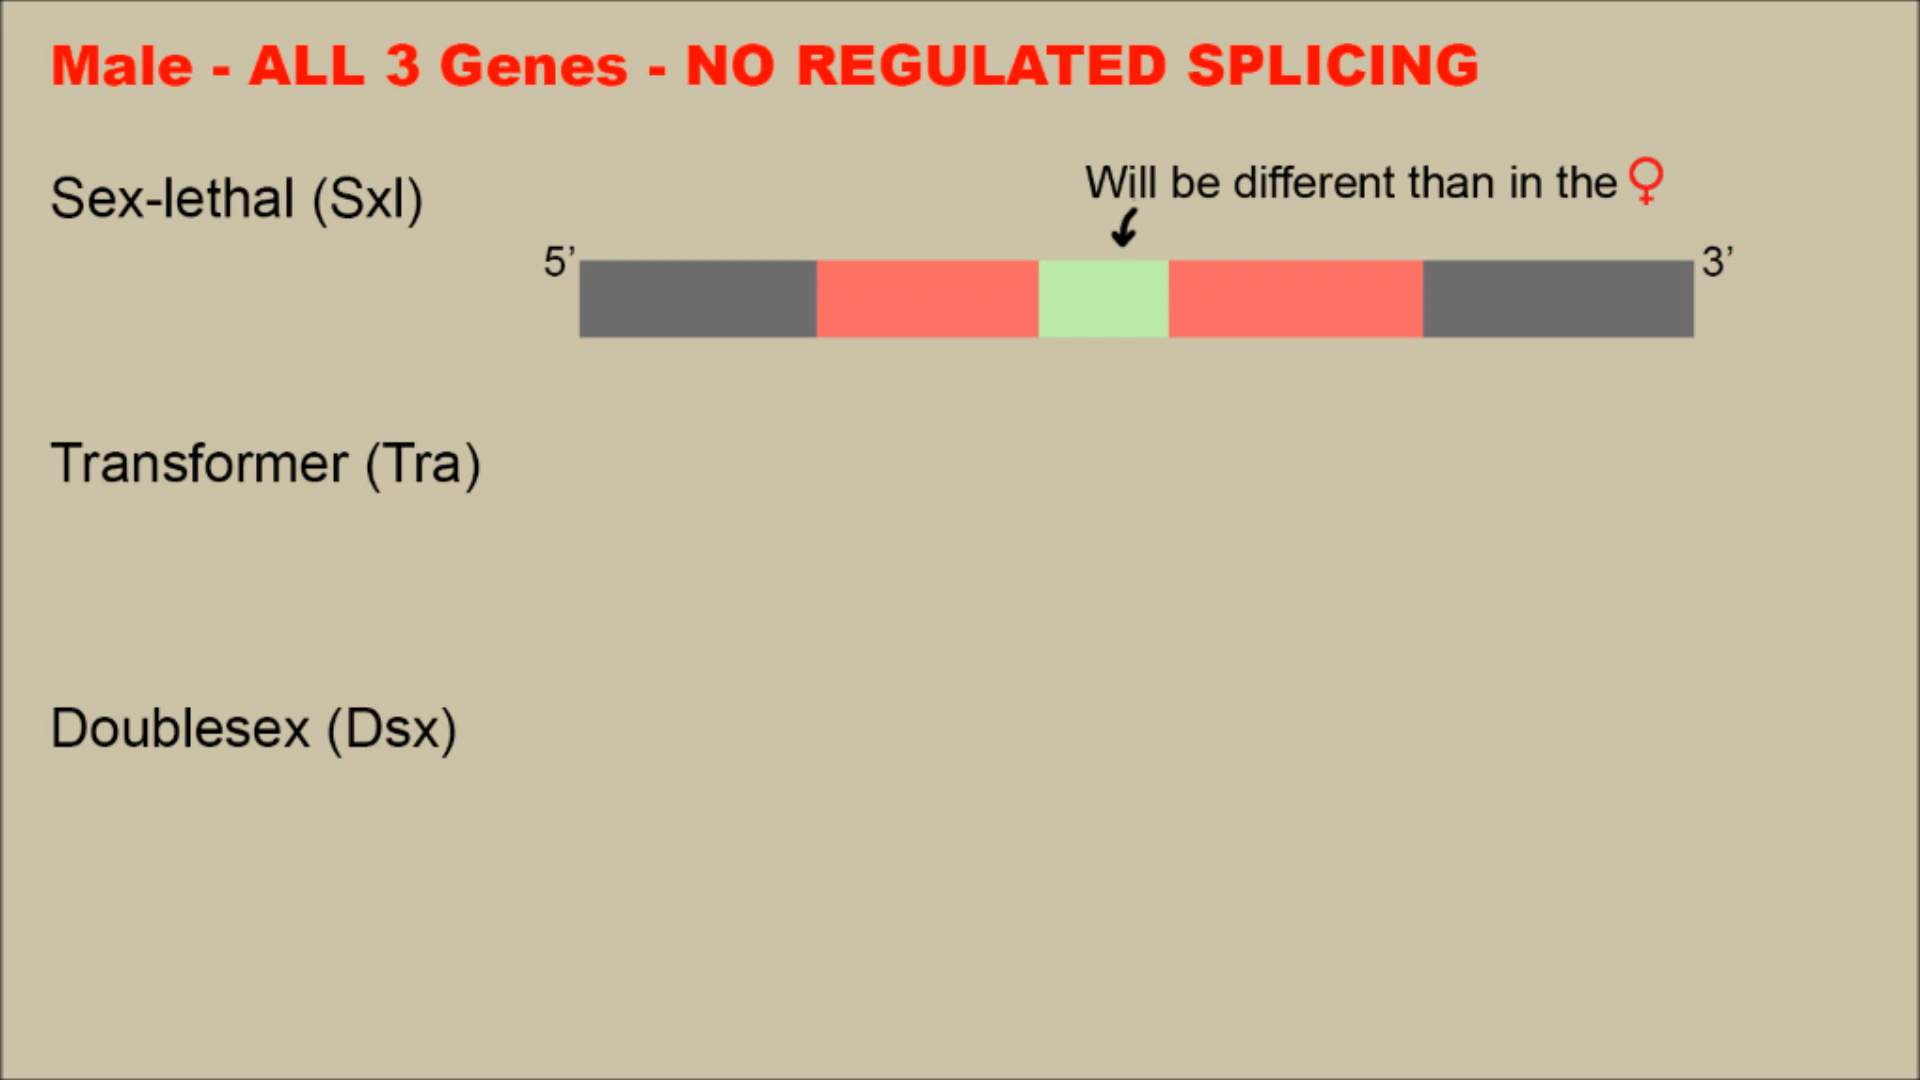 Male - ALL 3 Genes - NO REGULATED SPLICING
Sex-lethal (Sxl)
Will be different than in the ♀
5’
3’
Transformer (Tra)
Doublesex (Dsx)